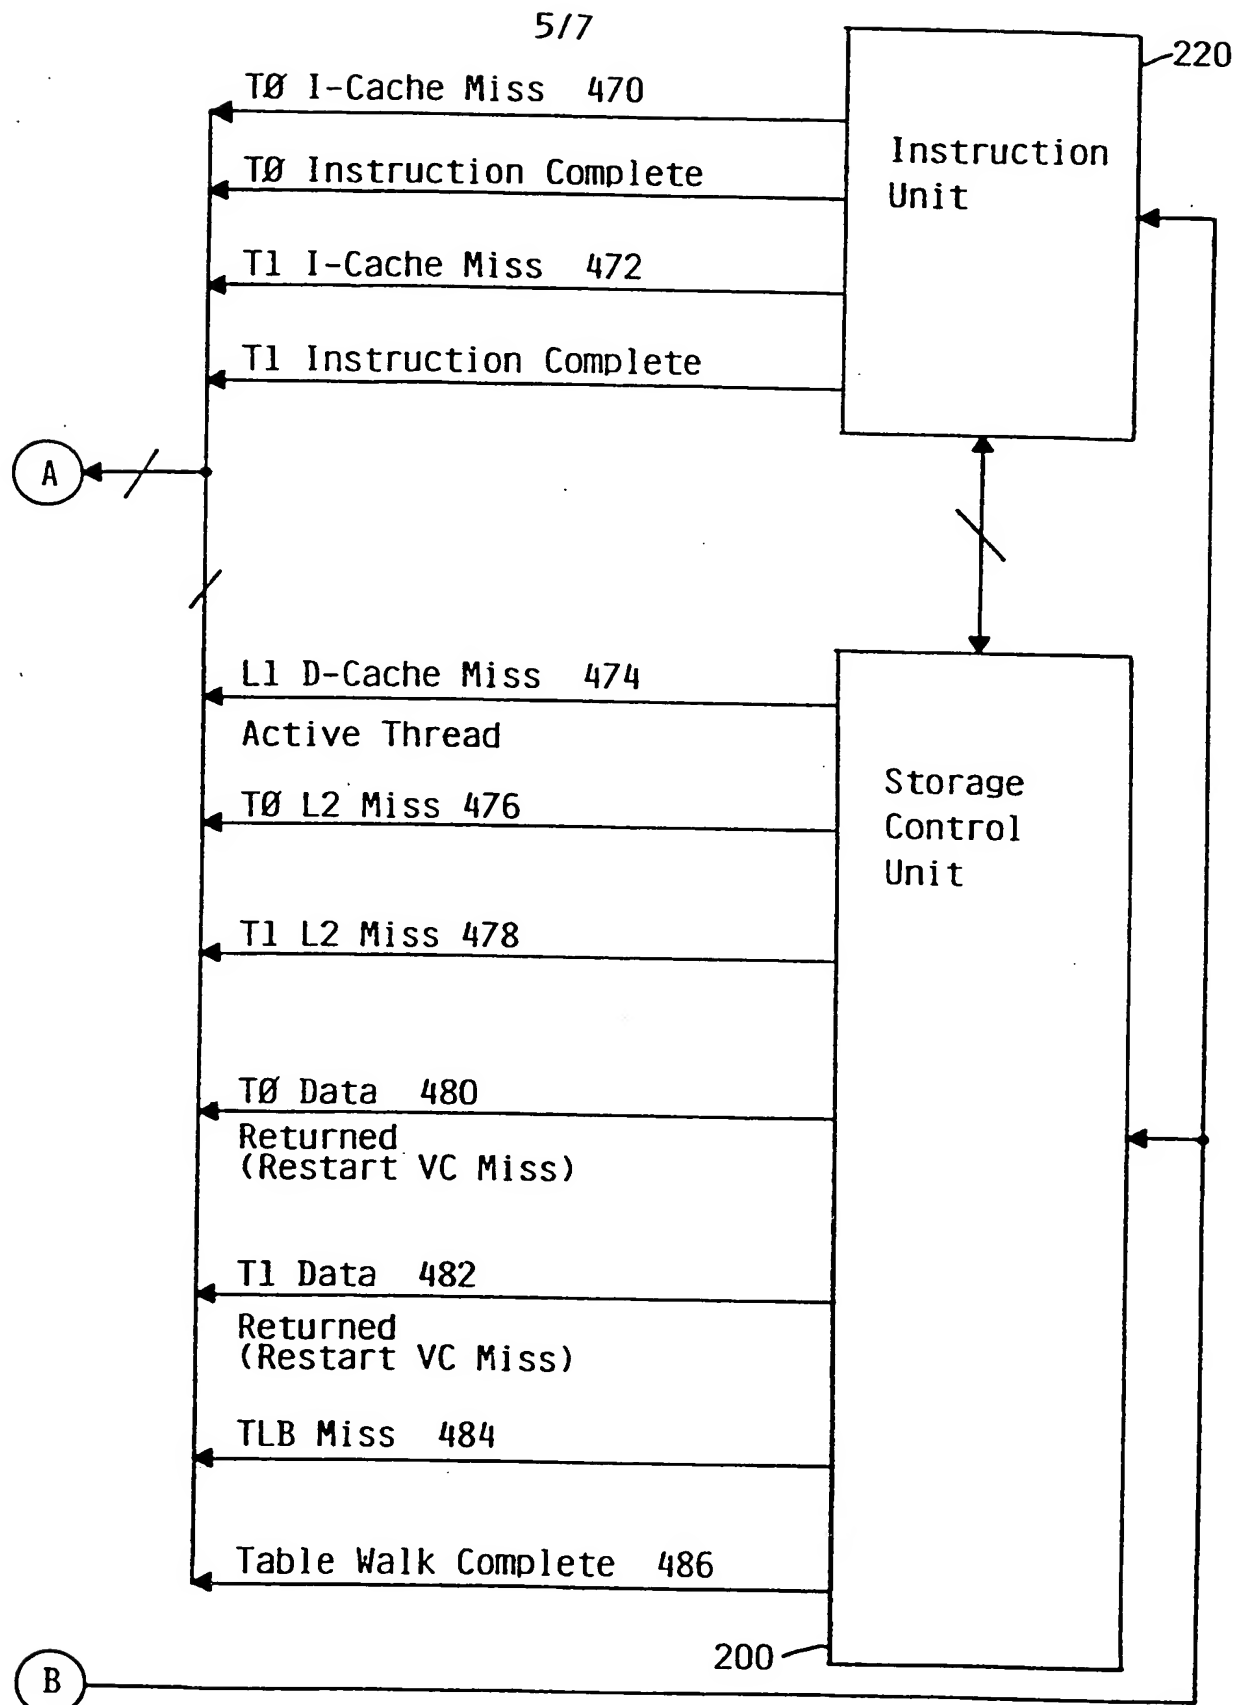 5/7
220
TØ I-Cache Miss 470
Instruction
Unit
TØ Instruction Complete
T1 I-Cache Miss 472
T1 Instruction Complete
A
L1 D-Cache Miss 474
Active Thread
Storage
Control
Unit
TØ L2 Miss 476
T1 L2 Miss 478
TØ Data 480
Returned
(Restart VC Miss)
T1 Data 482
Returned
(Restart VC Miss)
TLB Miss 484
Table Walk Complete 486
200
B